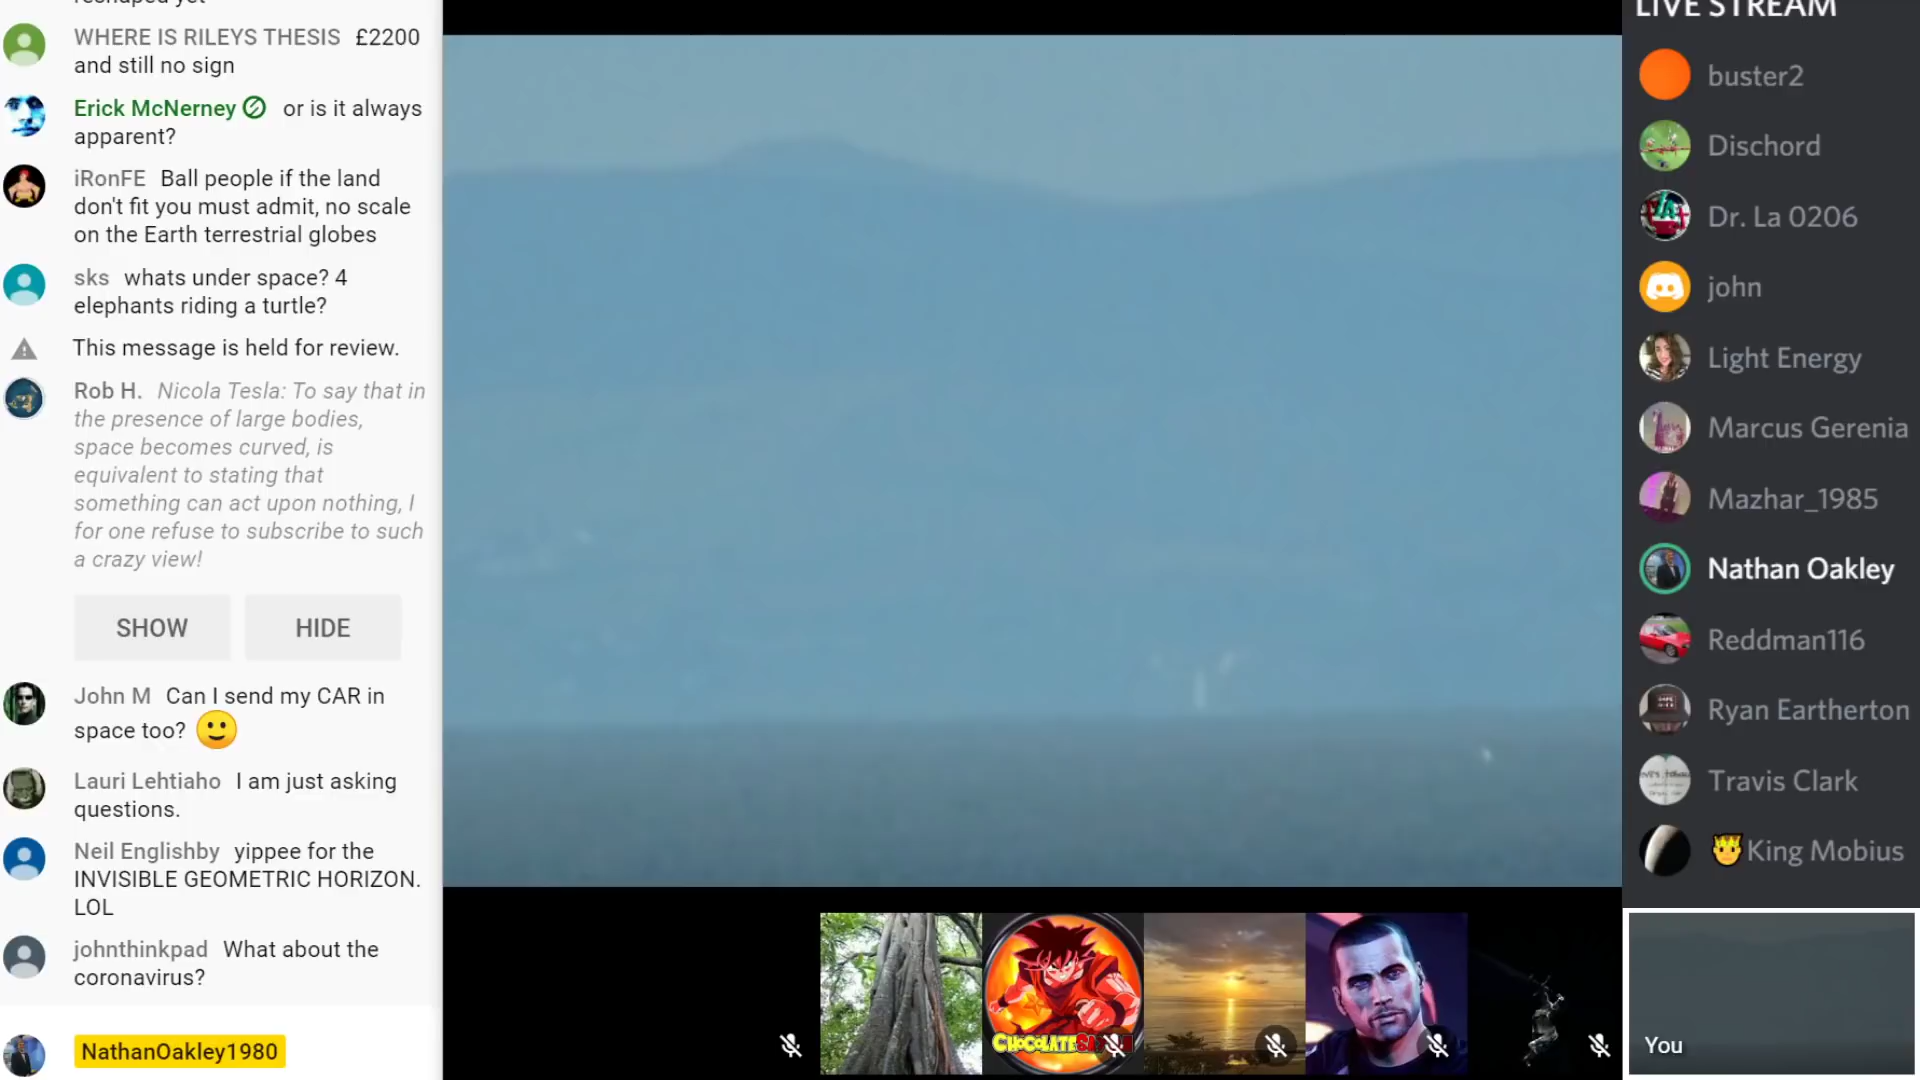 reshaped yet
WHERE IS RILEYS THESIS £2200
and still no sign
Erick McNerney or is it always
apparent?
iRonFE Ball people if the land
don't fit you must admit, no scale
on the Earth terrestrial globes
sks whats under space? 4
elephants riding a turtle?
This message is held for review.
Rob H. Nicola Tesla: To say that in
the presence of large bodies,
space becomes curved, is
equivalent to stating that
something can act upon nothing, I
for one refuse to subscribe to such
a crazy view!
SHOW HIDE
John M Can I send my CAR in
space too?
Lauri Lehtiaho I am just asking
questions.
Neil Englishby yippee for the
INVISIBLE GEOMETRIC HORIZON.
LOL
johnthinkpad What about the
coronavirus?
NathanOakley1980
LIVE STREAM
buster2
Dischord
Dr. La 0206
john
Light Energy
Marcus Gerenia
Mazhar_1985
Nathan Oakley
Reddman116
Ryan Eartherton
Travis Clark
King Mobius
You